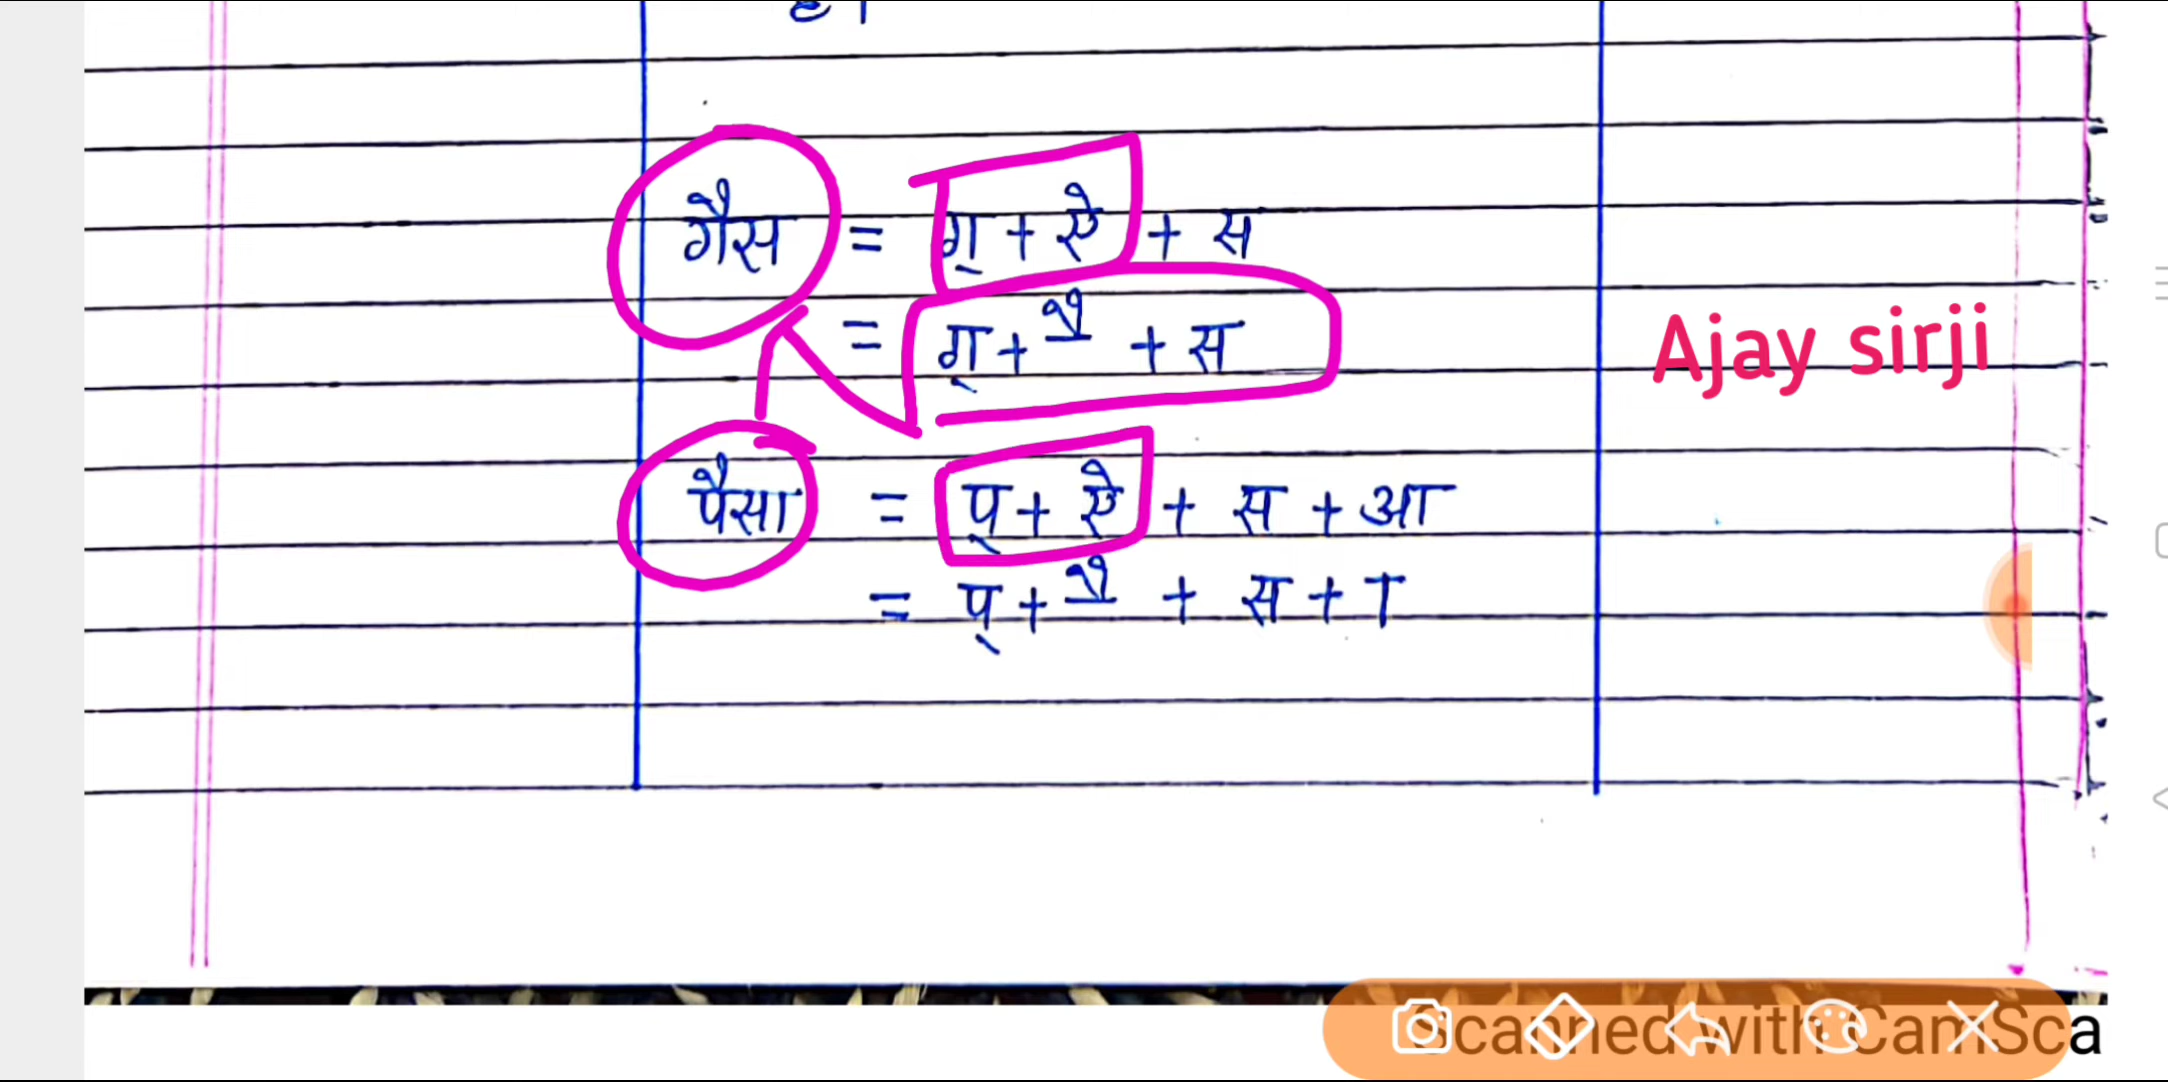 है।
गैस = ग् + ऐ + स
= ग् + ै + स
Ajay sirji
पैसा = प् + ऐ + स + आ
= प् + ै + स + ा
Scanned with CamSca